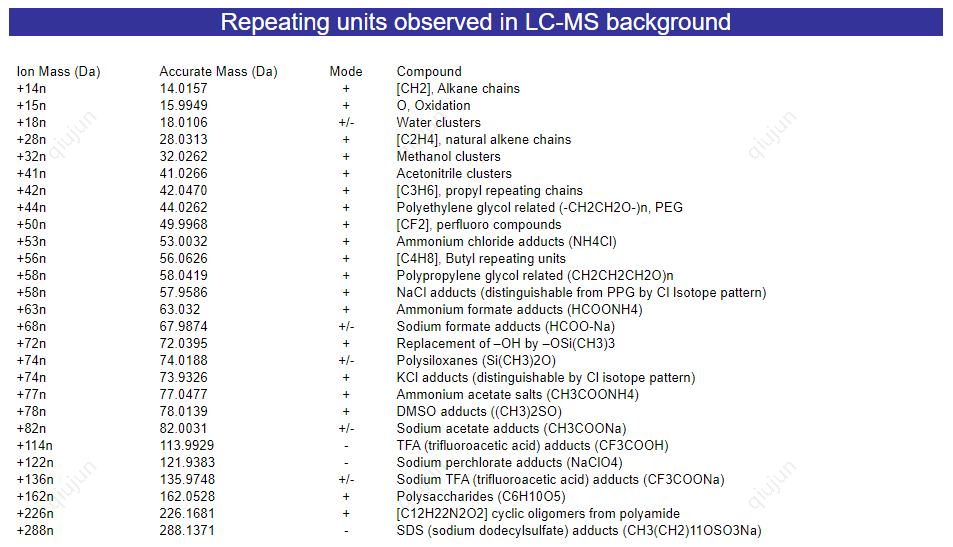 Repeating units observed in LC-MS background
Ion Mass (Da) Accurate Mass (Da) Mode Compound
+14n 14.0157 + [CH2], Alkane chains
+15n 15.9949 + O, Oxidation
+18n 18.0106 +/- Water clusters
+28n 28.0313 + [C2H4], natural alkene chains
+32n 32.0262 + Methanol clusters
+41n 41.0266 + Acetonitrile clusters
+42n 42.0470 + [C3H6], propyl repeating chains
+44n 44.0262 + Polyethylene glycol related (-CH2CH2O-)n, PEG
+50n 49.9968 + [CF2], perfluoro compounds
+53n 53.0032 + Ammonium chloride adducts (NH4Cl)
+56n 56.0626 + [C4H8], Butyl repeating units
+58n 58.0419 + Polypropylene glycol related (CH2CH2CH2O)n
+58n 57.9586 + NaCl adducts (distinguishable from PPG by Cl Isotope pattern)
+63n 63.032 + Ammonium formate adducts (HCOONH4)
+68n 67.9874 +/- Sodium formate adducts (HCOO-Na)
+72n 72.0395 + Replacement of –OH by –OSi(CH3)3
+74n 74.0188 +/- Polysiloxanes (Si(CH3)2O)
+74n 73.9326 + KCl adducts (distinguishable by Cl isotope pattern)
+77n 77.0477 + Ammonium acetate salts (CH3COONH4)
+78n 78.0139 + DMSO adducts ((CH3)2SO)
+82n 82.0031 +/- Sodium acetate adducts (CH3COONa)
+114n 113.9929 - TFA (trifluroacetic acid) adducts (CF3COOH)
+122n 121.9383 - Sodium perchlorate adducts (NaClO4)
+136n 135.9748 +/- Sodium TFA (trifluroacetic acid) adducts (CF3COONa)
+162n 162.0528 + Polysaccharides (C6H10O5)
+226n 226.1681 + [C12H22N2O2] cyclic oligomers from polyamide
+288n 288.1371 - SDS (sodium dodecylsulfate) adducts (CH3(CH2)11OSO3Na)
qiujun
qiujun
qiujun
qiujun